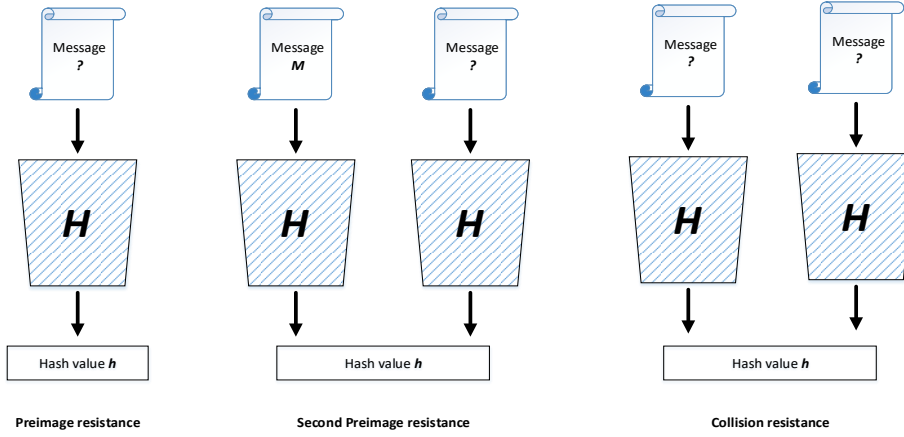 Message
?
Message
M
Message
?
Message
?
Message
?
H
H
H
H
H
Hash value h
Hash value h
Hash value h
Preimage resistance
Second Preimage resistance
Collision resistance